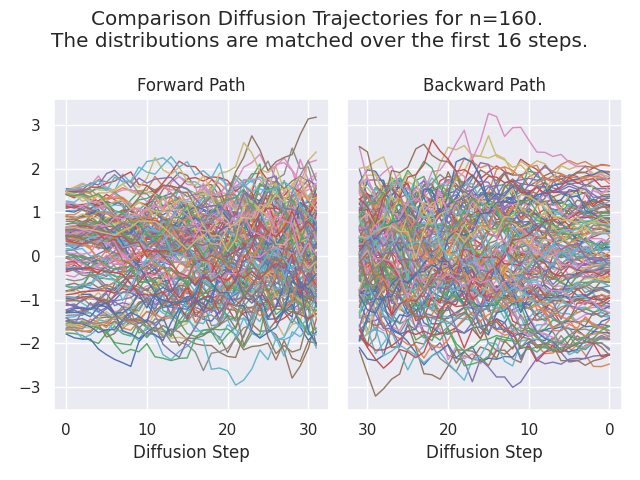 Comparison Diffusion Trajectories for n=160.
The distributions are matched over the first 16 steps.
Forward Path
Backward Path
3
2
1
0
−1
−2
−3
0 10 20 30
30 20 10 0
Diffusion Step
Diffusion Step